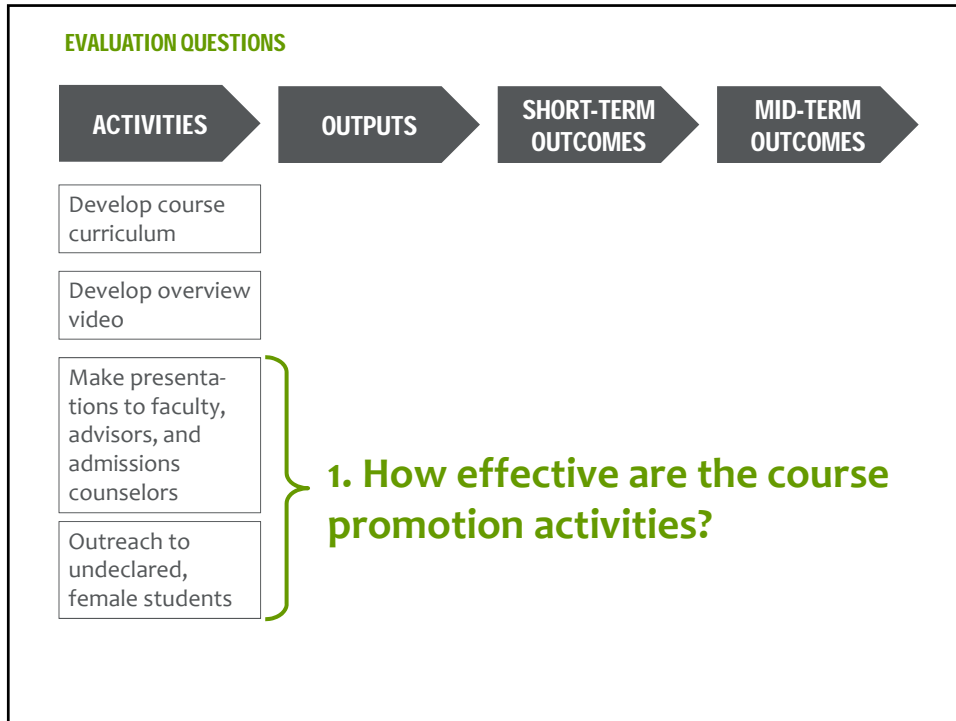 EVALUATION QUESTIONS
ACTIVITIES
OUTPUTS
SHORT-TERM
OUTCOMES
MID-TERM
OUTCOMES
Develop course
curriculum
Develop overview
video
Make presenta-
tions to faculty,
advisors, and
admissions
counselors
Outreach to
undeclared,
female students
1. How effective are the course
promotion activities?